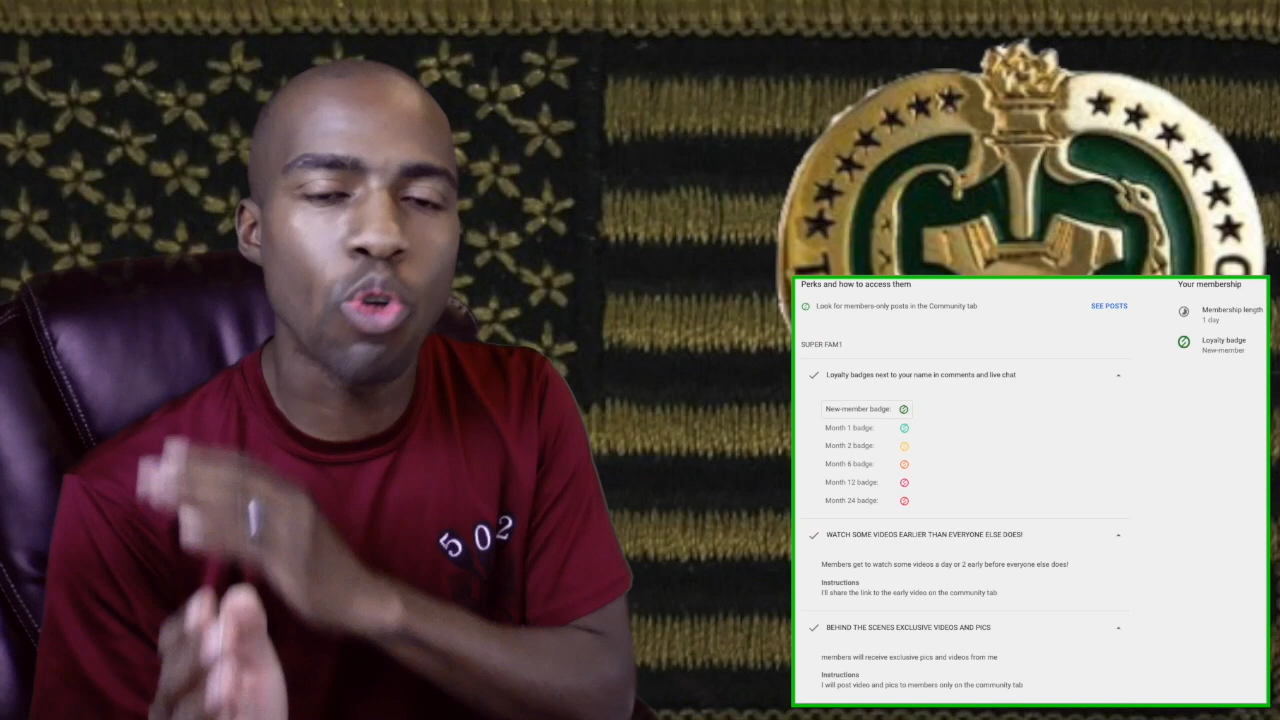 502
Perks and how to access them
Look for members-only posts in the Community tab
SEE POSTS
SUPER FAM1
Loyalty badges next to your name in comments and live chat
New-member badge:
Month 1 badge:
Month 2 badge:
Month 6 badge:
Month 12 badge:
Month 24 badge:
WATCH SOME VIDEOS EARLIER THAN EVERYONE ELSE DOES!
Members get to watch some videos a day or 2 early before everyone else does!
Instructions
I'll share the link to the early video on the community tab
BEHIND THE SCENES EXCLUSIVE VIDEOS AND PICS
members will receive exclusive pics and videos from me
Instructions
I will post video and pics to members only on the community tab
Your membership
Membership length
1 day
Loyalty badge
New-member